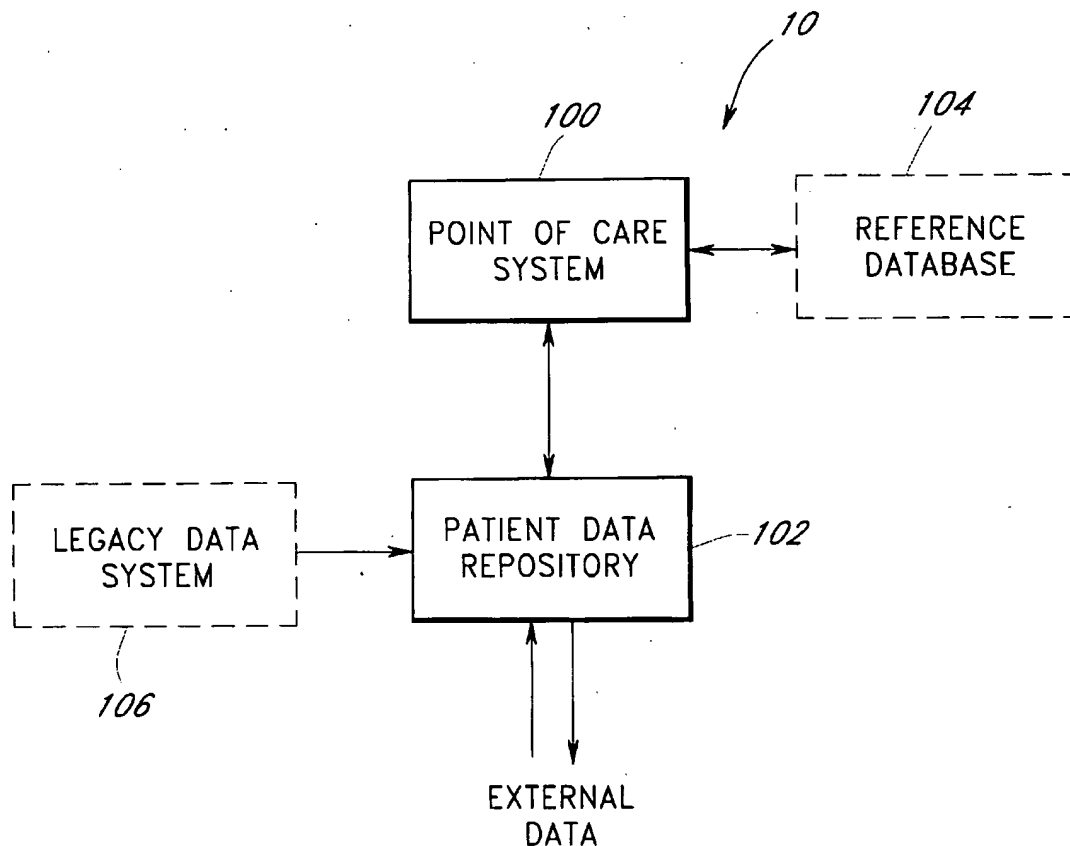 10
100
104
POINT OF CARE
SYSTEM
REFERENCE
DATABASE
LEGACY DATA
SYSTEM
PATIENT DATA
REPOSITORY
102
106
EXTERNAL
DATA